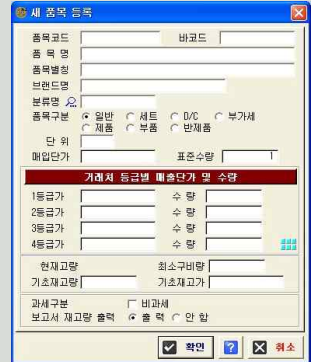 새 품목 등록
품목코드 바코드
품 목 명
품목별칭
브랜드명
분류명
품목구분 일반 세트 D/C 부가세
제품 부품 반제품
단 위
매입단가 표준수량 1
거래처 등급별 매출단가 및 수량
1등급가 수 량
2등급가 수 량
3등급가 수 량
4등급가 수 량
현재고량 최소구비량
기초재고량 기초재고가
과세구분 비과세
보고서 재고량 출력 출 력 안 함
확인 ? 취소